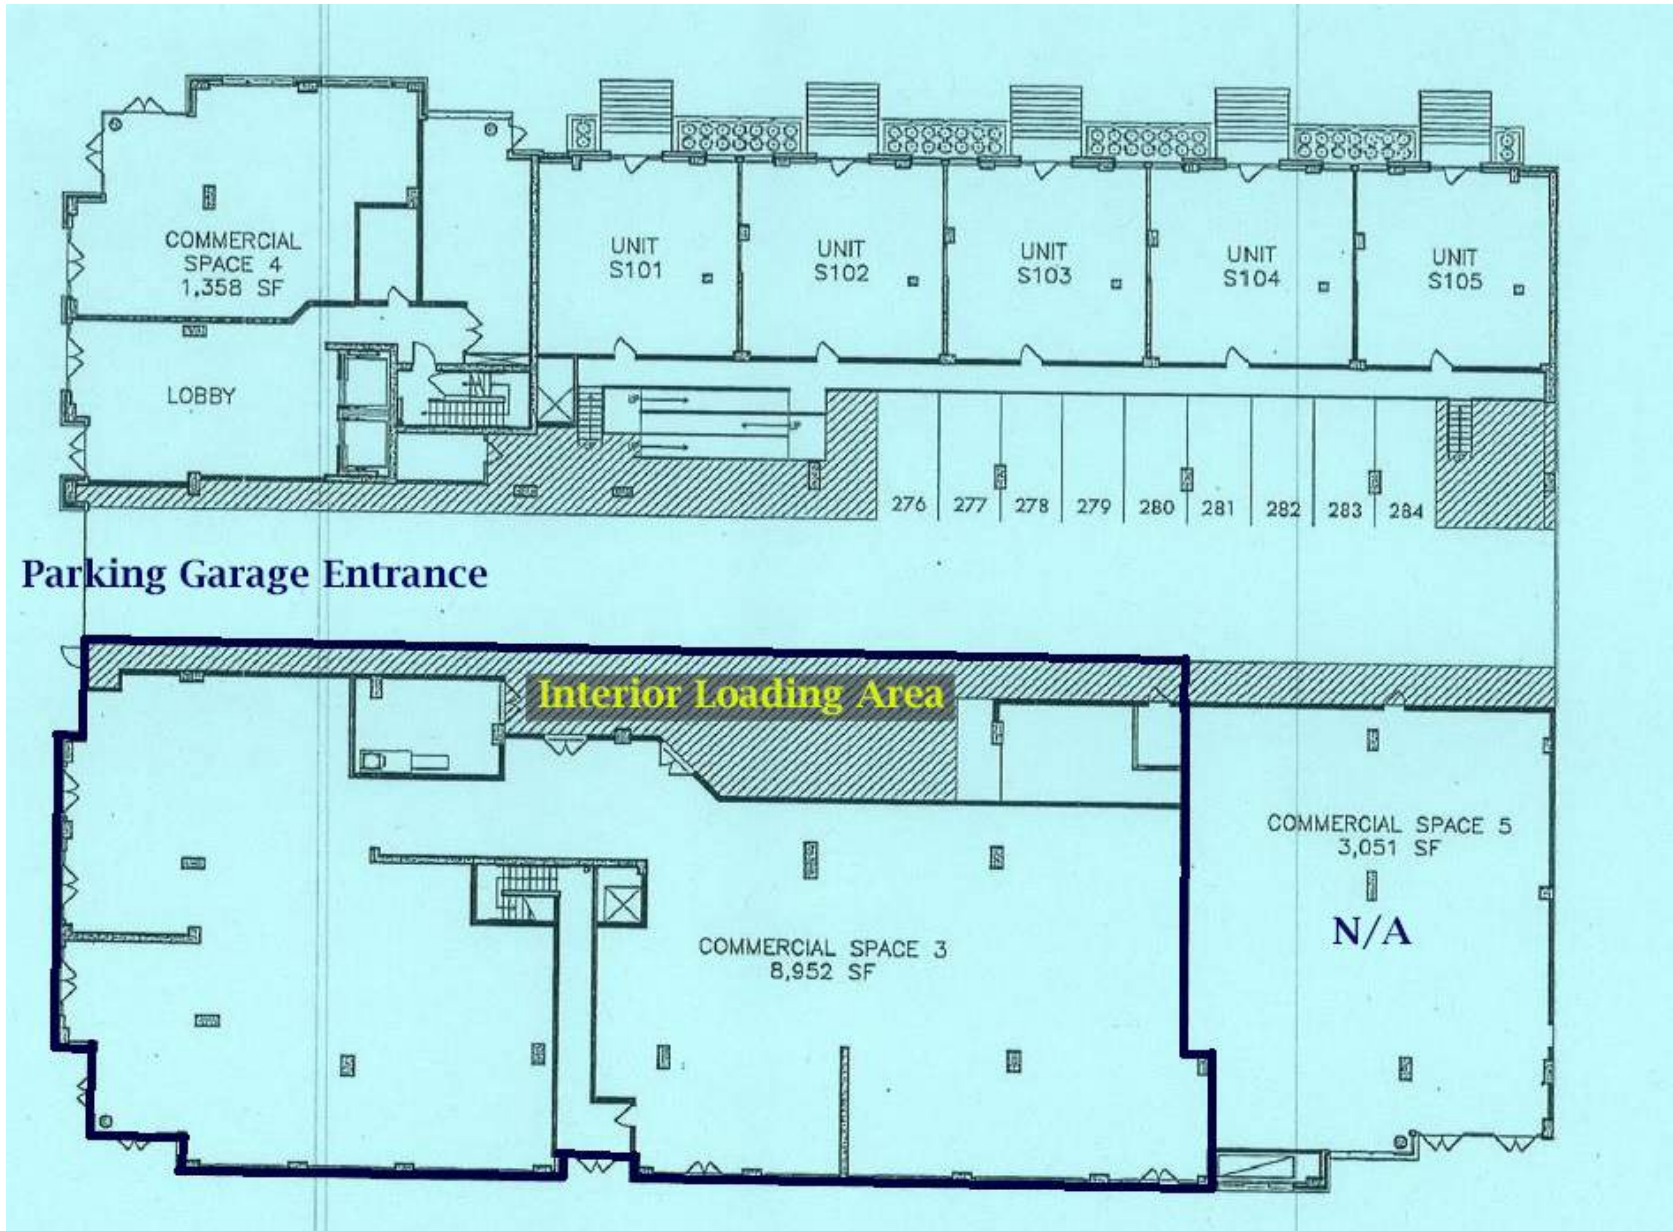 COMMERCIAL
SPACE 4
1,358 SF
UNIT
S101
UNIT
S102
UNIT
S103
UNIT
S104
UNIT
S105
LOBBY
276
277
278
279
280
281
282
283
284
Parking Garage Entrance
Interior Loading Area
COMMERCIAL SPACE 5
3,051 SF
N/A
COMMERCIAL SPACE 3
8,952 SF